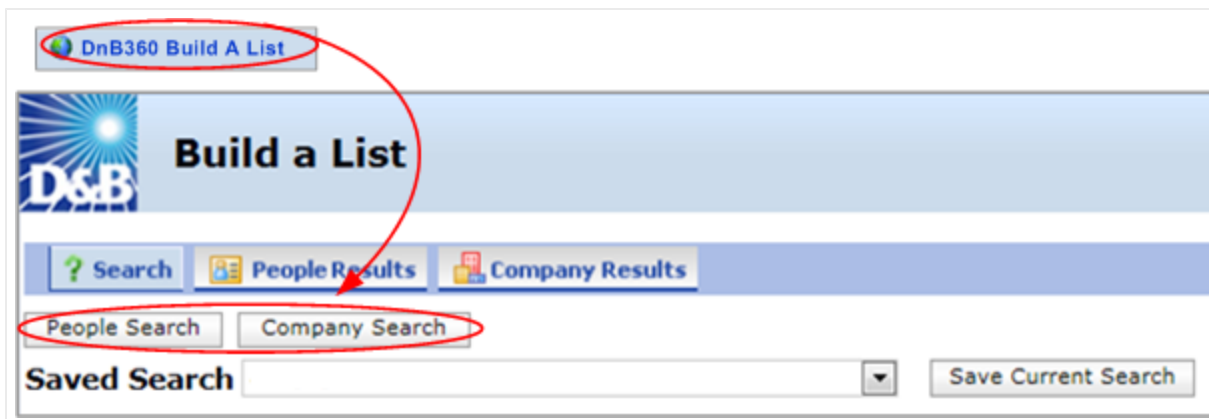 DnB360 Build A List
D&B
Build a List
? Search People Results Company Results
People Search Company Search
Saved Search Save Current Search